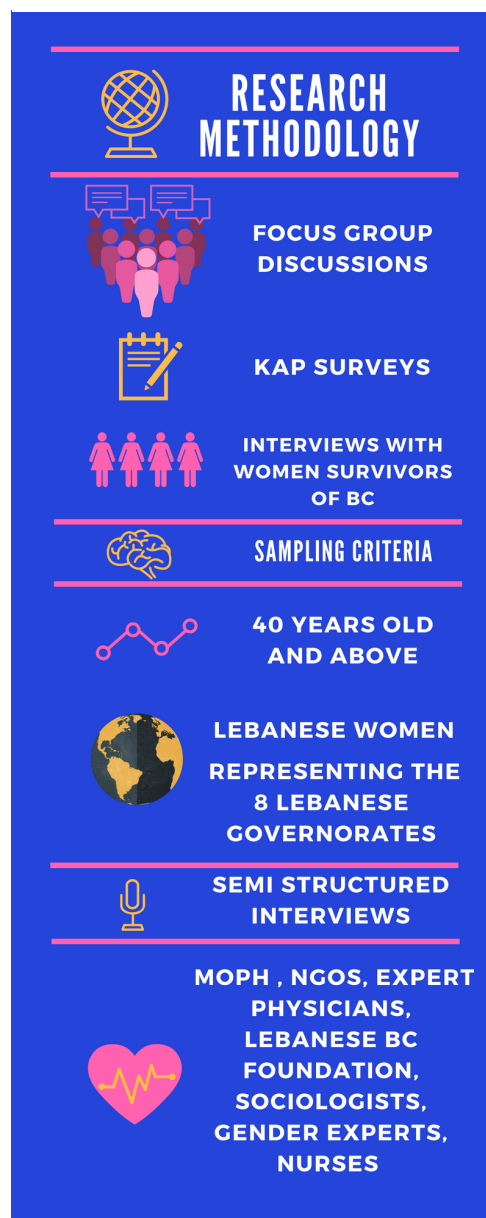 RESEARCH
METHODOLOGY
FOCUS GROUP
DISCUSSIONS
KAP SURVEYS
INTERVIEWS WITH
WOMEN SURVIVORS
OF BC
SAMPLING CRITERIA
40 YEARS OLD
AND ABOVE
LEBANESE WOMEN
REPRESENTING THE
8 LEBANESE
GOVERNORATES
SEMI STRUCTURED
INTERVIEWS
MOPH , NGOS, EXPERT
PHYSICIANS,
LEBANESE BC
FOUNDATION,
SOCIOLOGISTS,
GENDER EXPERTS,
NURSES